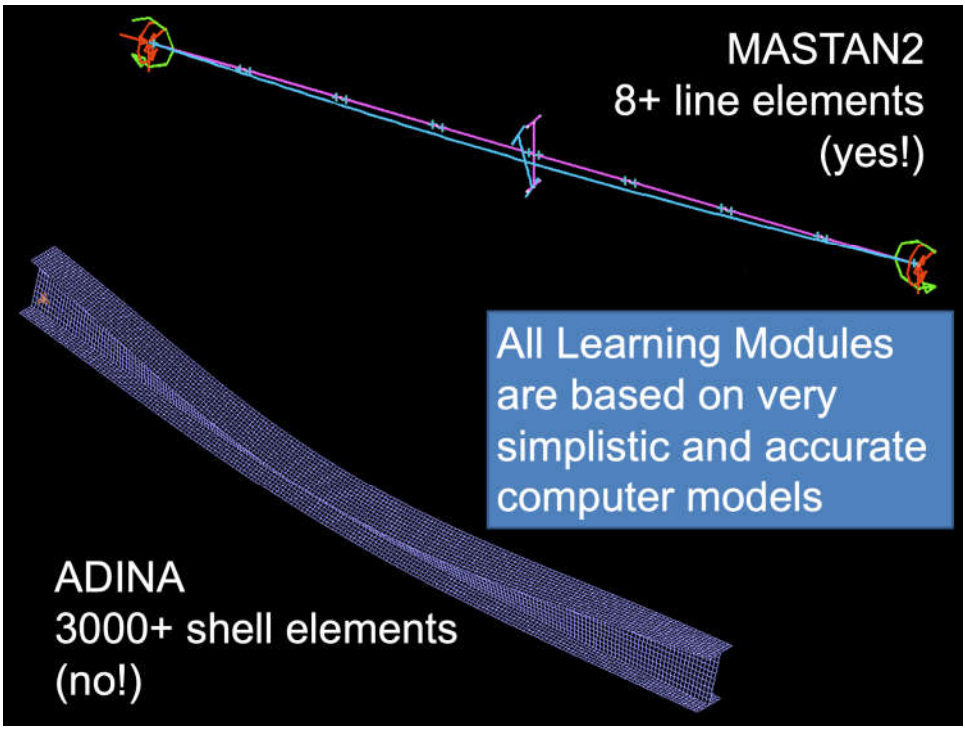 MASTAN2
8+ line elements
(yes!)
All Learning Modules
are based on very
simplistic and accurate
computer models
ADINA
3000+ shell elements
(no!)